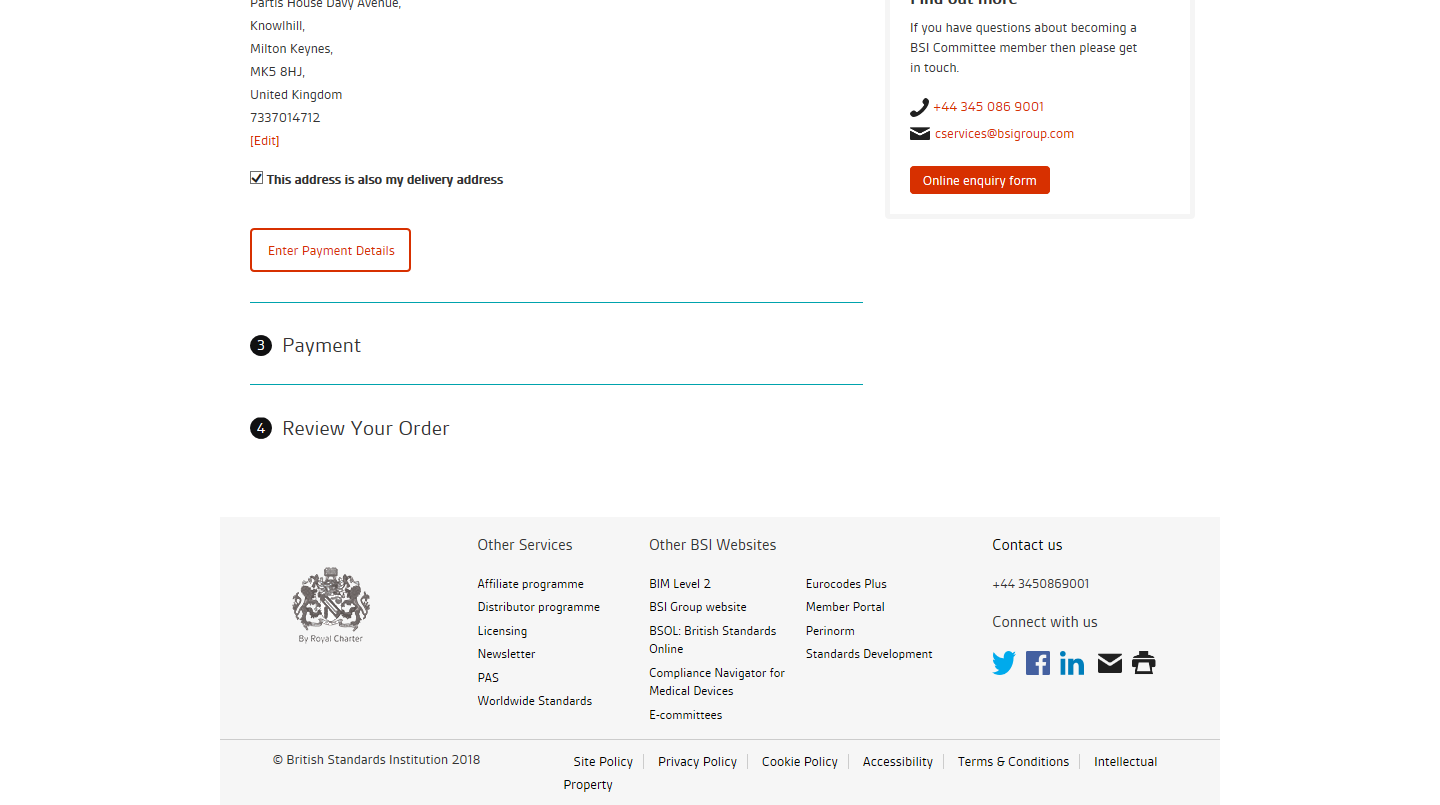 Partis House Davy Avenue,
Knowlhill,
Milton Keynes,
MK5 8HJ,
United Kingdom
7337014712
[Edit]
This address is also my delivery address
Enter Payment Details
3 Payment
4 Review Your Order
Find out more
If you have questions about becoming a
BSI Committee member then please get
in touch.
+44 345 086 9001
cservices@bsigroup.com
Online enquiry form
By Royal Charter
Other Services
Affiliate programme
Distributor programme
Licensing
Newsletter
PAS
Worldwide Standards
Other BSI Websites
BIM Level 2
BSI Group website
BSOL: British Standards
Online
Compliance Navigator for
Medical Devices
E-committees
Eurocodes Plus
Member Portal
Perinorm
Standards Development
Contact us
+44 3450869001
Connect with us
© British Standards Institution 2018
Site Policy
Privacy Policy
Cookie Policy
Accessibility
Terms & Conditions
Intellectual
Property